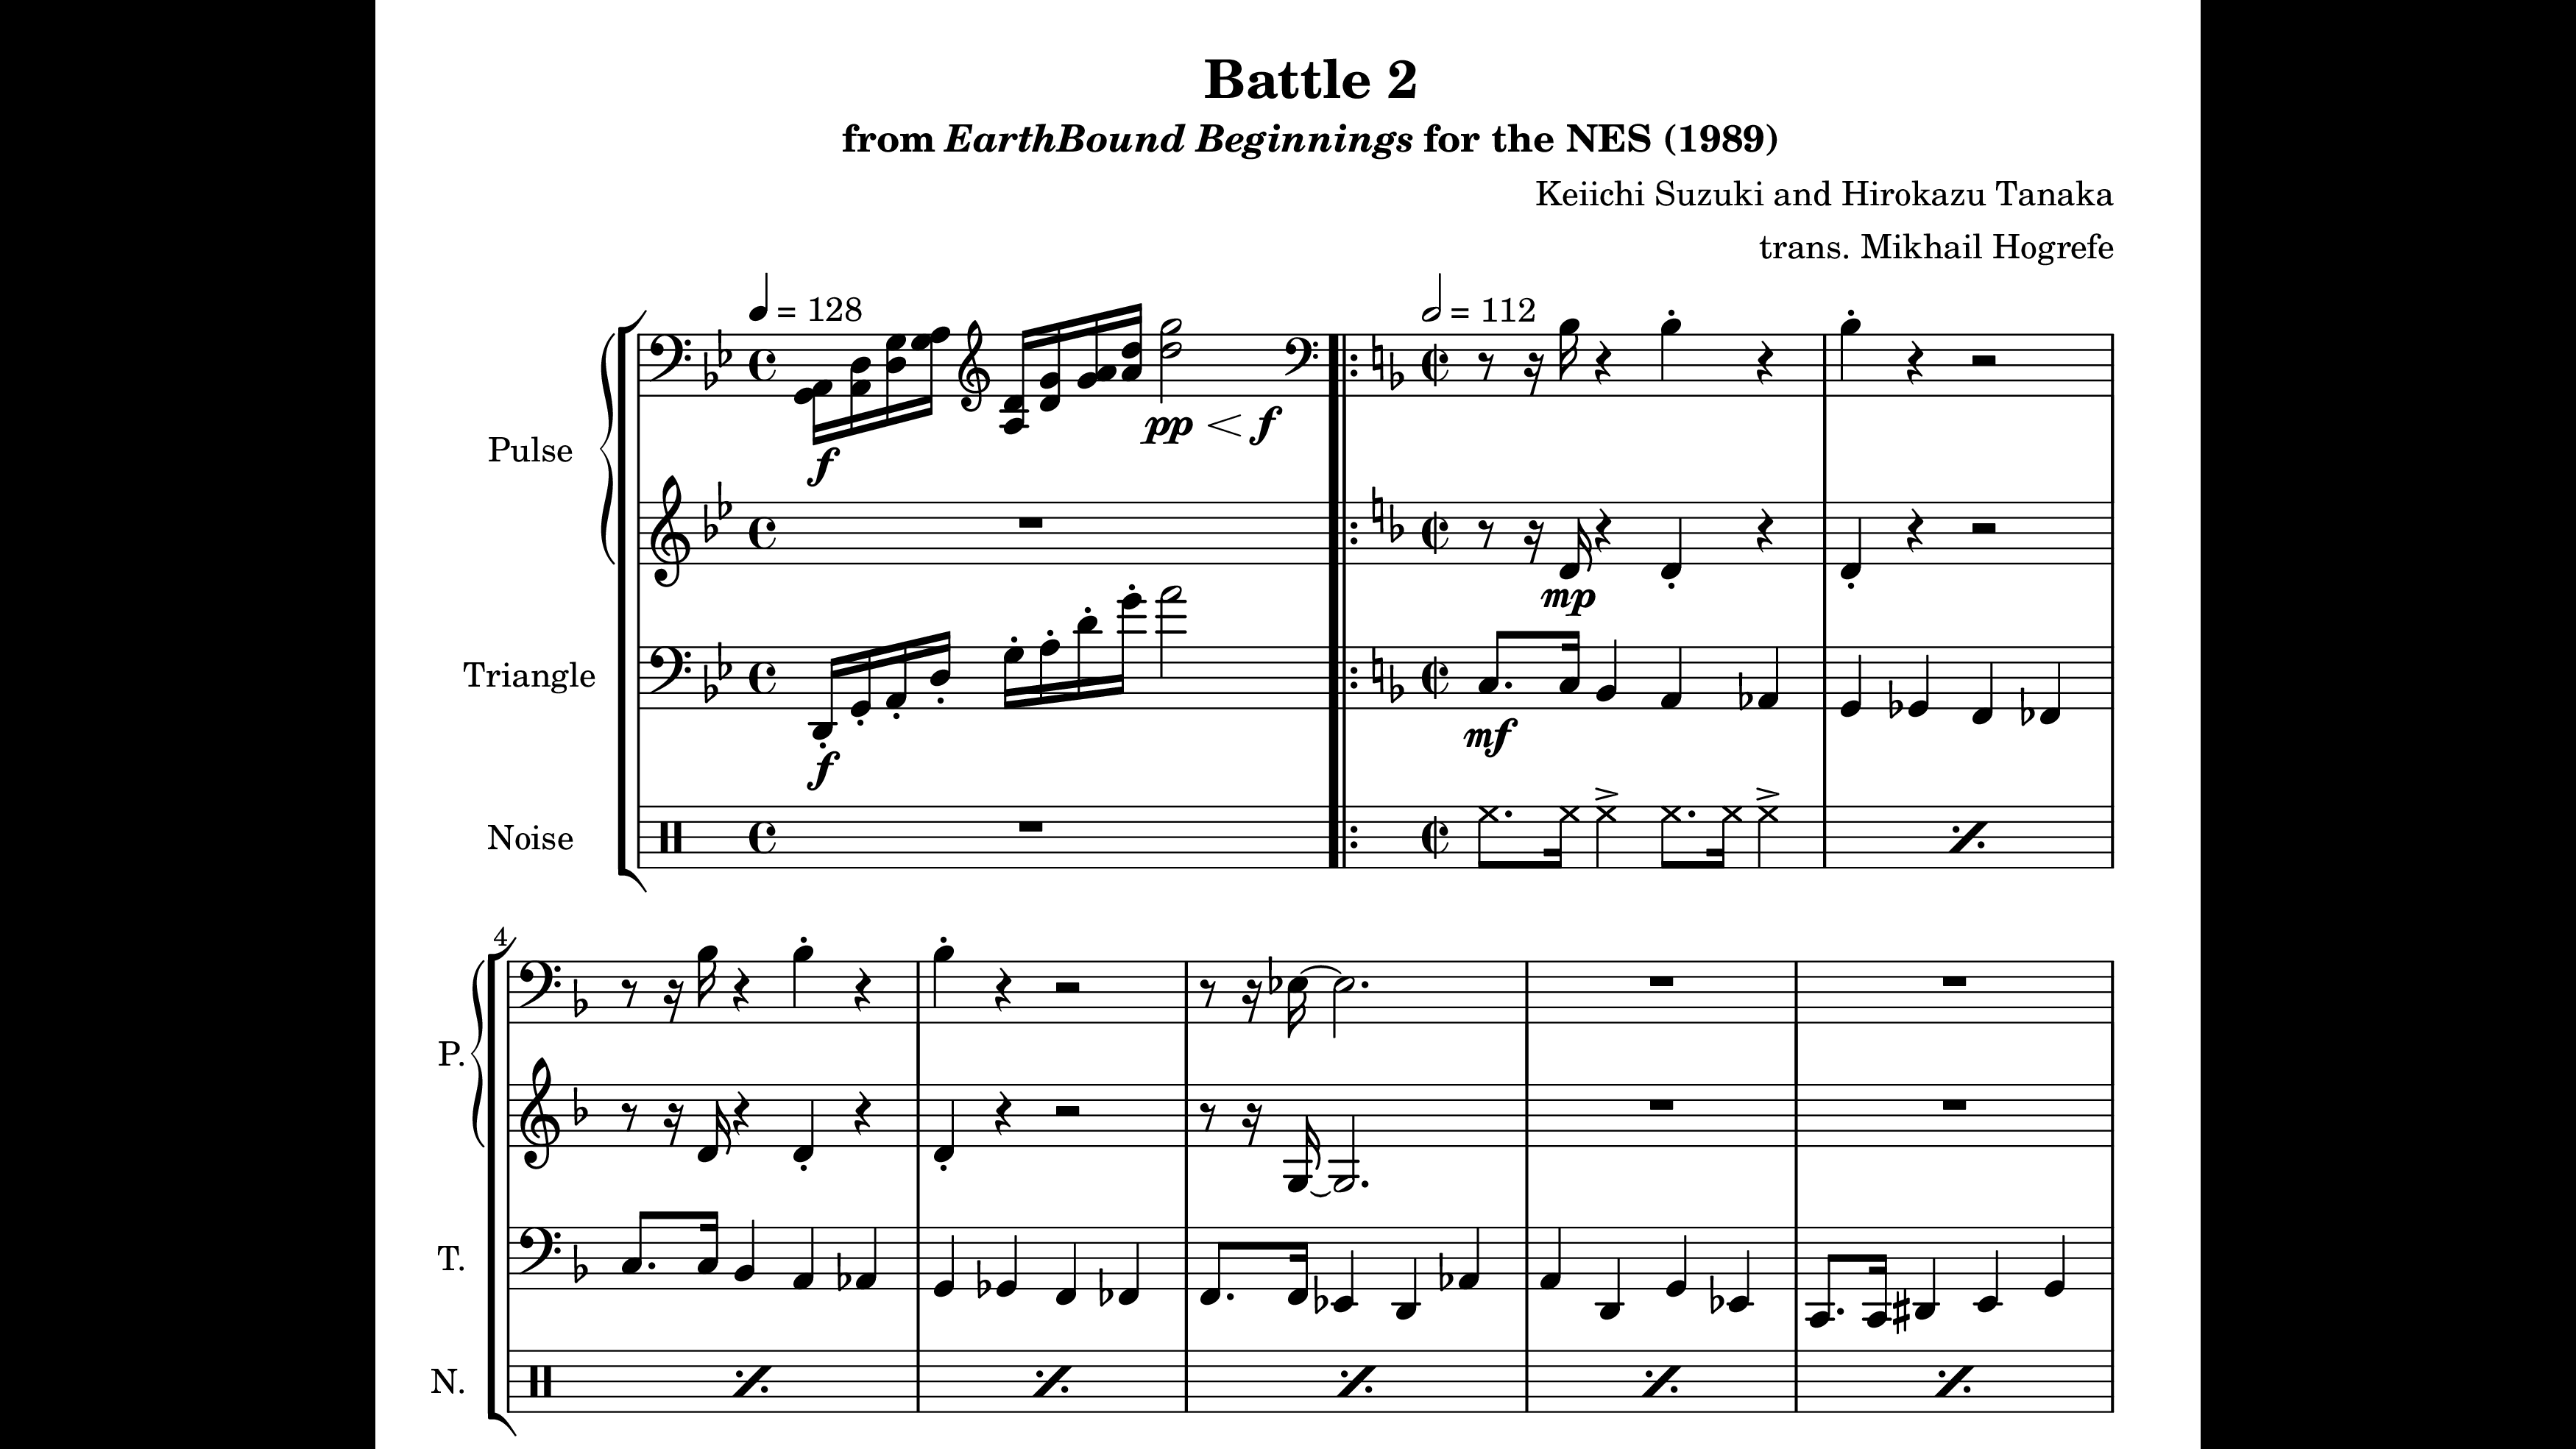 Battle 2
from EarthBound Beginnings for the NES (1989)
Keiichi Suzuki and Hirokazu Tanaka
trans. Mikhail Hogrefe
= 128
= 112
Pulse
f
pp < f
mp
Triangle
f
mf
Noise
4
P.
T.
N.